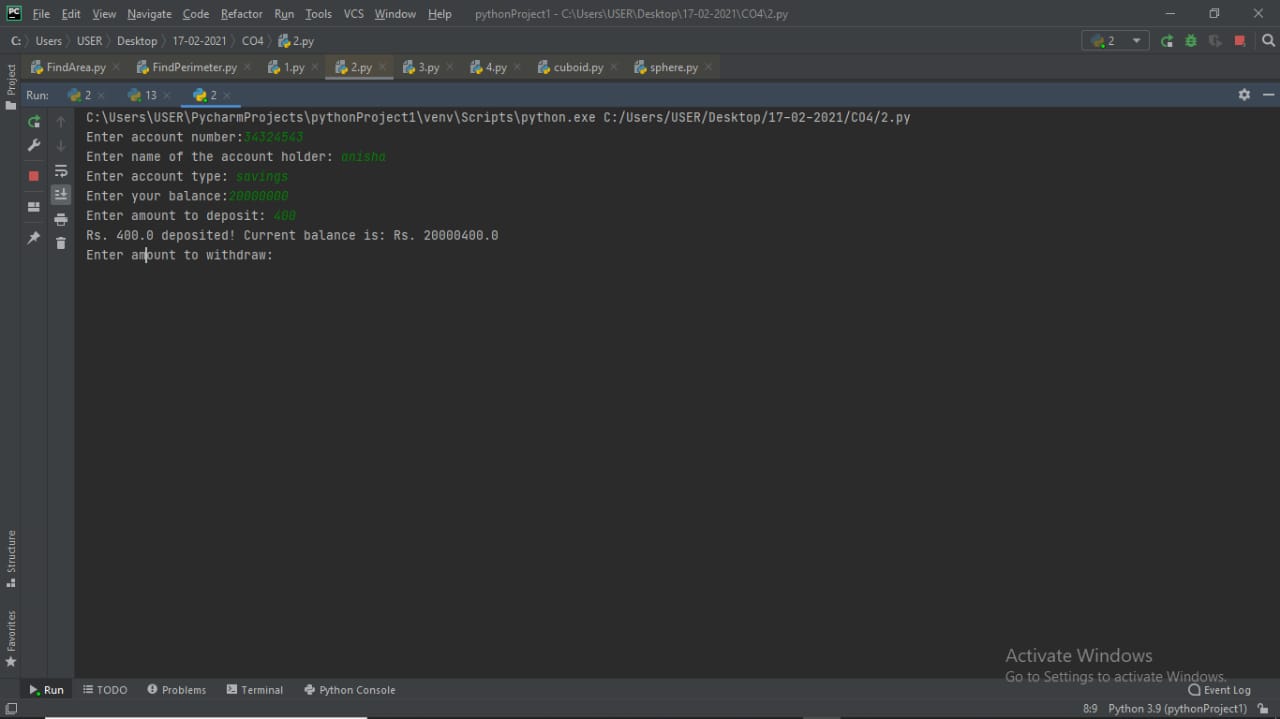 PC File Edit View Navigate Code Refactor Run Tools VCS Window Help pythonProject1 - C:\Users\USER\Desktop\17-02-2021\CO4\2.py
C: Users USER Desktop 17-02-2021 CO4 2.py 2
Project
FindArea.py FindPerimeter.py 1.py 2.py 3.py 4.py cuboid.py sphere.py
Run: 2 13 2
C:\Users\USER\PycharmProjects\pythonProject1\venv\Scripts\python.exe C:/Users/USER/Desktop/17-02-2021/CO4/2.py
Enter account number:34324543
Enter name of the account holder: anisha
Enter account type: savings
Enter your balance:20000000
Enter amount to deposit: 400
Rs. 400.0 deposited! Current balance is: Rs. 20000400.0
Enter amount to withdraw:
Structure
Favorites
Activate Windows
Go to Settings to activate Windows.
Run TODO Problems Terminal Python Console Event Log
8:9 Python 3.9 (pythonProject1)